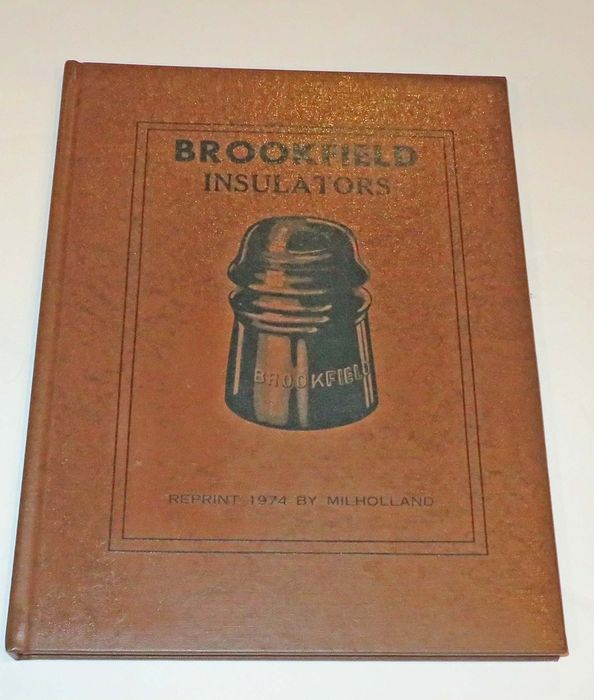 BROOKFIELD
INSULATORS
BROOKFIELD
REPRINT 1974 BY MILHOLLAND